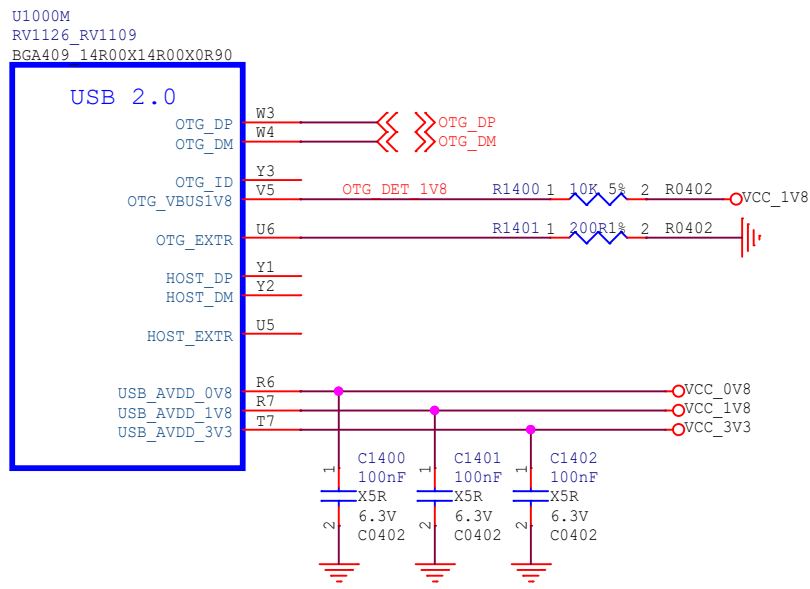 U1000M
RV1126_RV1109
BGA409_14R00X14R00X0R90
USB 2.0
OTG_DP W3 OTG_DP
OTG_DM W4 OTG_DM
OTG_ID Y3
OTG_VBUS1V8 V5 OTG_DET_1V8 R1400 1 10K 5% 2 R0402 VCC_1V8
OTG_EXTR U6 R1401 1 200R1% 2 R0402
HOST_DP Y1
HOST_DM Y2
HOST_EXTR U5
USB_AVDD_0V8 R6 VCC_0V8
USB_AVDD_1V8 R7 VCC_1V8
USB_AVDD_3V3 T7 VCC_3V3
1 C1400 1 C1401 1 C1402
100nF 100nF 100nF
X5R X5R X5R
2 6.3V 2 6.3V 2 6.3V
C0402 C0402 C0402